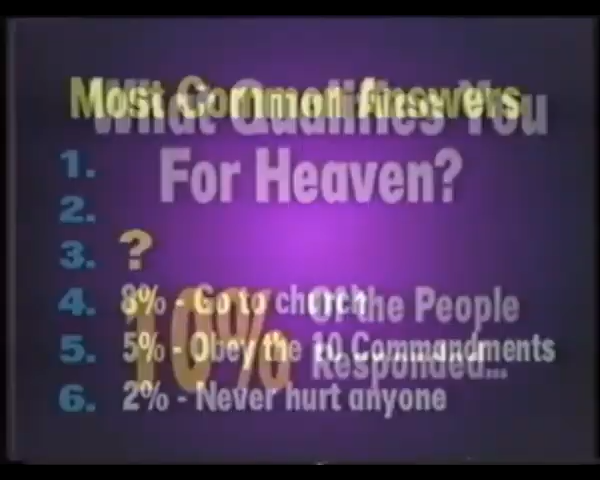 Most Common Answers
What Qualifies You
For Heaven?
1.
2.
3. ?
4. 8% - Go to church
5. 5% - Obey the 10 Commandments
6. 2% - Never hurt anyone
10% Of the People
Responded...